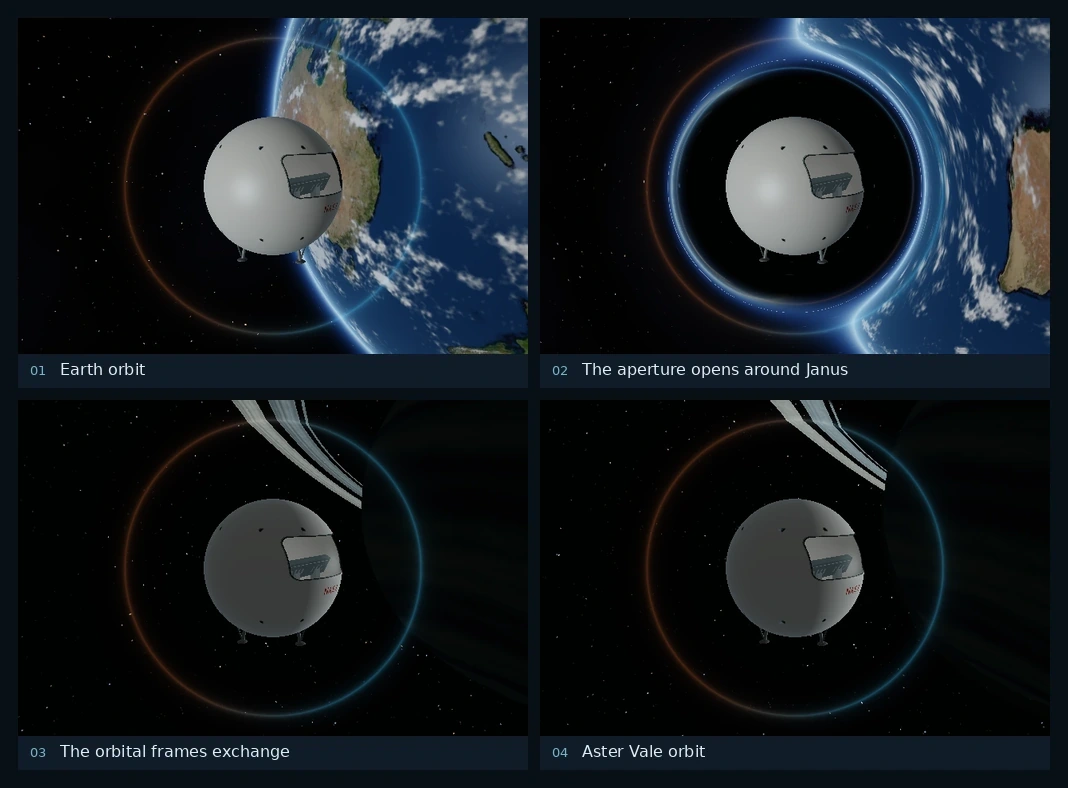 01 Earth orbit
02 The aperture opens around Janus
03 The orbital frames exchange
04 Aster Vale orbit